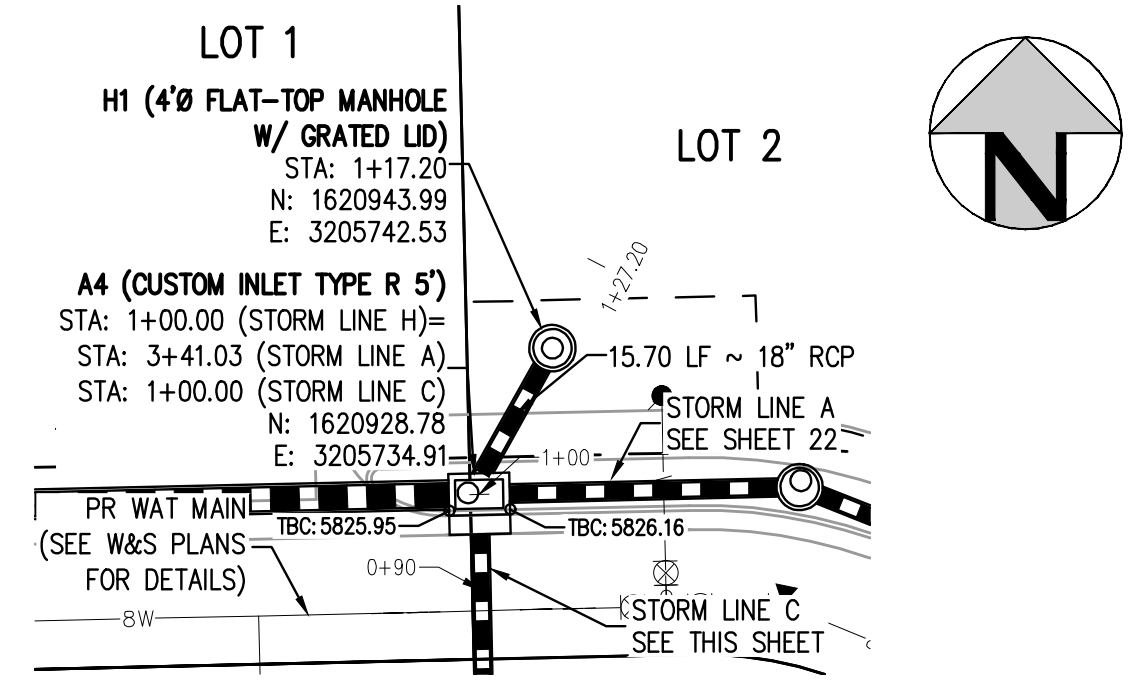 LOT 1
H1 (4'Ø FLAT-TOP MANHOLE
W/ GRATED LID)
STA: 1+17.20
N: 1620943.99
E: 3205742.53
LOT 2
N
A4 (CUSTOM INLET TYPE R 5')
STA: 1+00.00 (STORM LINE H)=
STA: 3+41.03 (STORM LINE A)
STA: 1+00.00 (STORM LINE C)
N: 1620928.78
E: 3205734.91
1+27.20
15.70 LF ~ 18" RCP
STORM LINE A
SEE SHEET 22
1+00
PR WAT MAIN
(SEE W&S PLANS
FOR DETAILS)
TBC: 5825.95
TBC: 5826.16
0+90
8W
STORM LINE C
SEE THIS SHEET